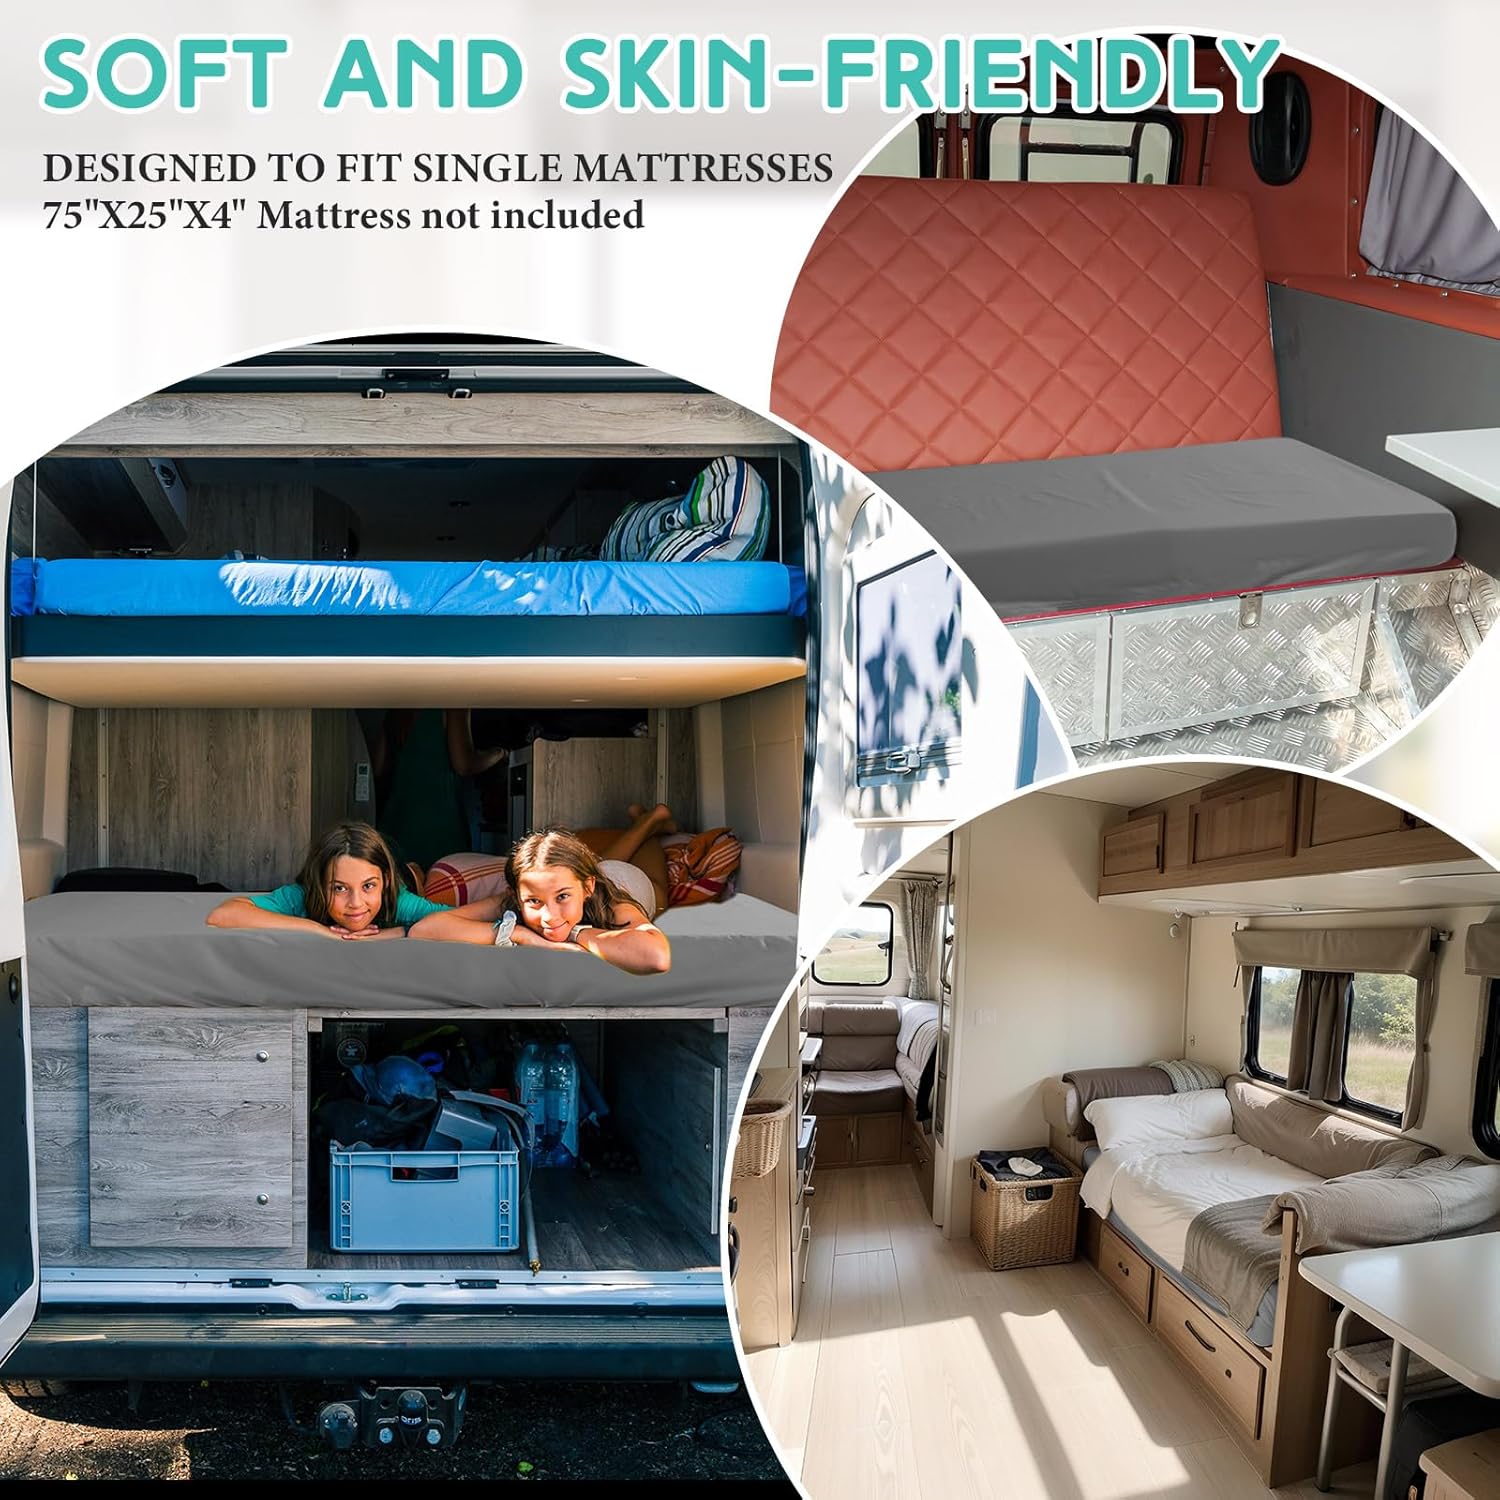 SOFT AND SKIN-FRIENDLY
DESIGNED TO FIT SINGLE MATTRESSES
75"X25"X4" Mattress not included